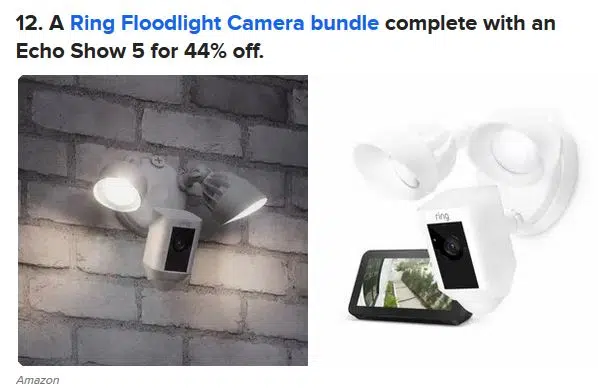 12. A Ring Floodlight Camera bundle complete with an
Echo Show 5 for 44% off.
ring
Amazon